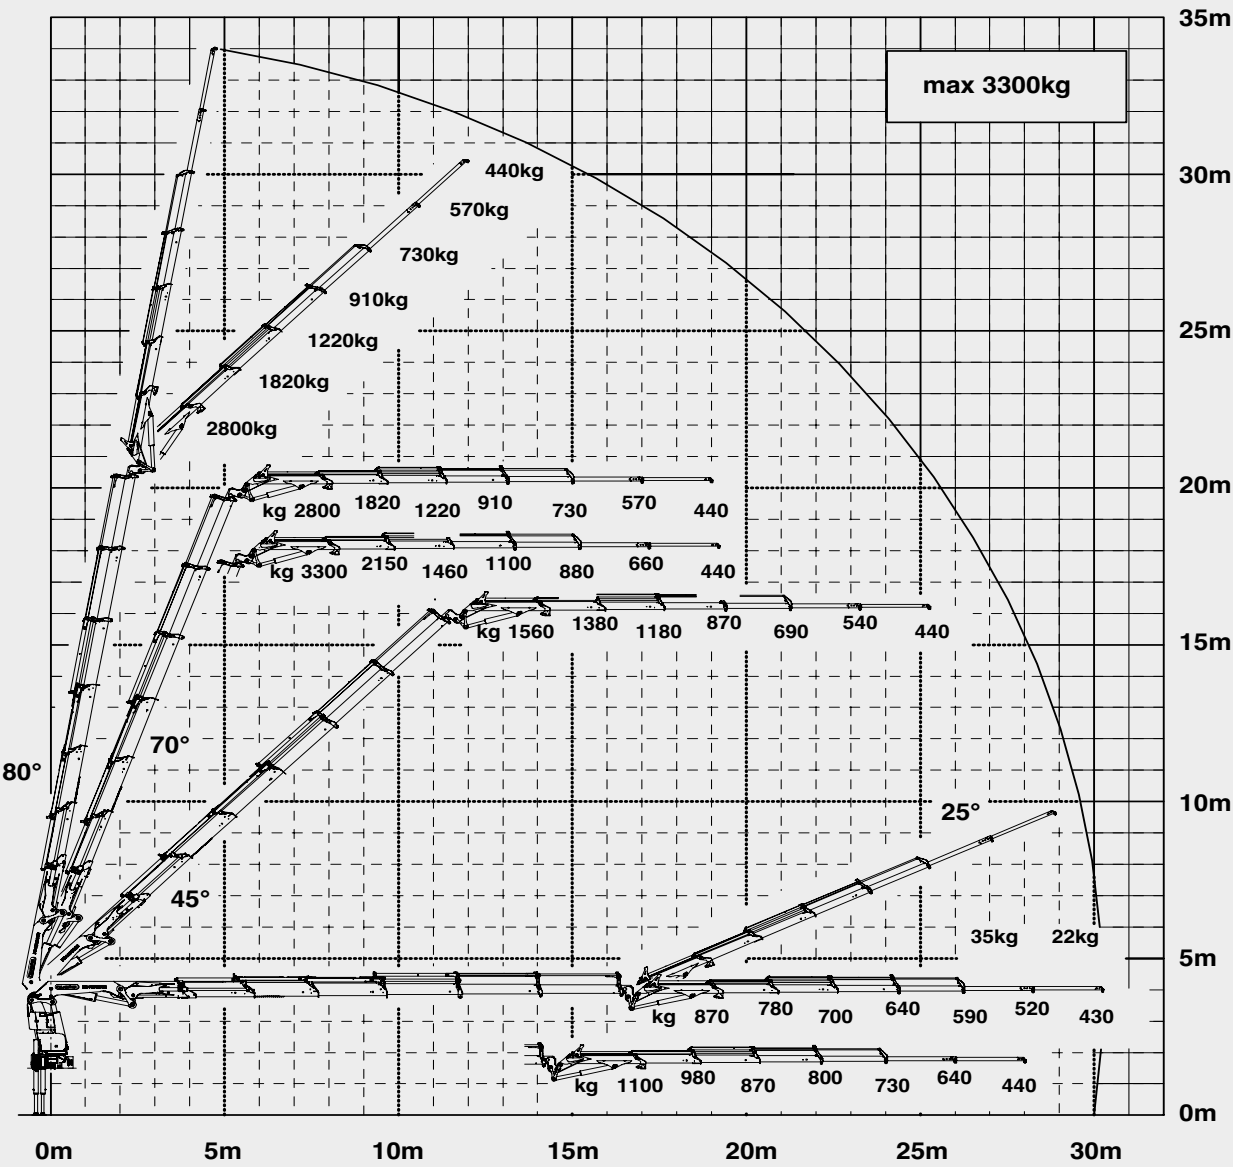 35m
max 3300kg
30m
440kg
570kg
730kg
910kg
25m
1220kg
1820kg
2800kg
20m
kg 2800 1820 1220 910 730 570 440
kg 3300 2150 1460 1100 880 660 440
kg 1560 1380 1180 870 690 540 440
15m
70°
80°
10m
25°
45°
35kg 22kg
5m
kg 870 780 700 640 590 520 430
kg 1100 980 870 800 730 640 440
0m
0m 5m 10m 15m 20m 25m 30m